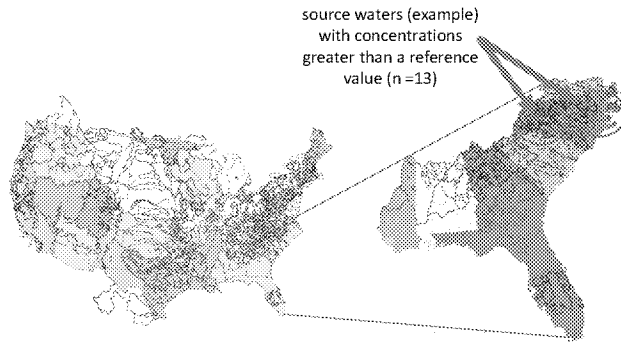 source waters (example)
with concentrations
greater than a reference
value (n =13)